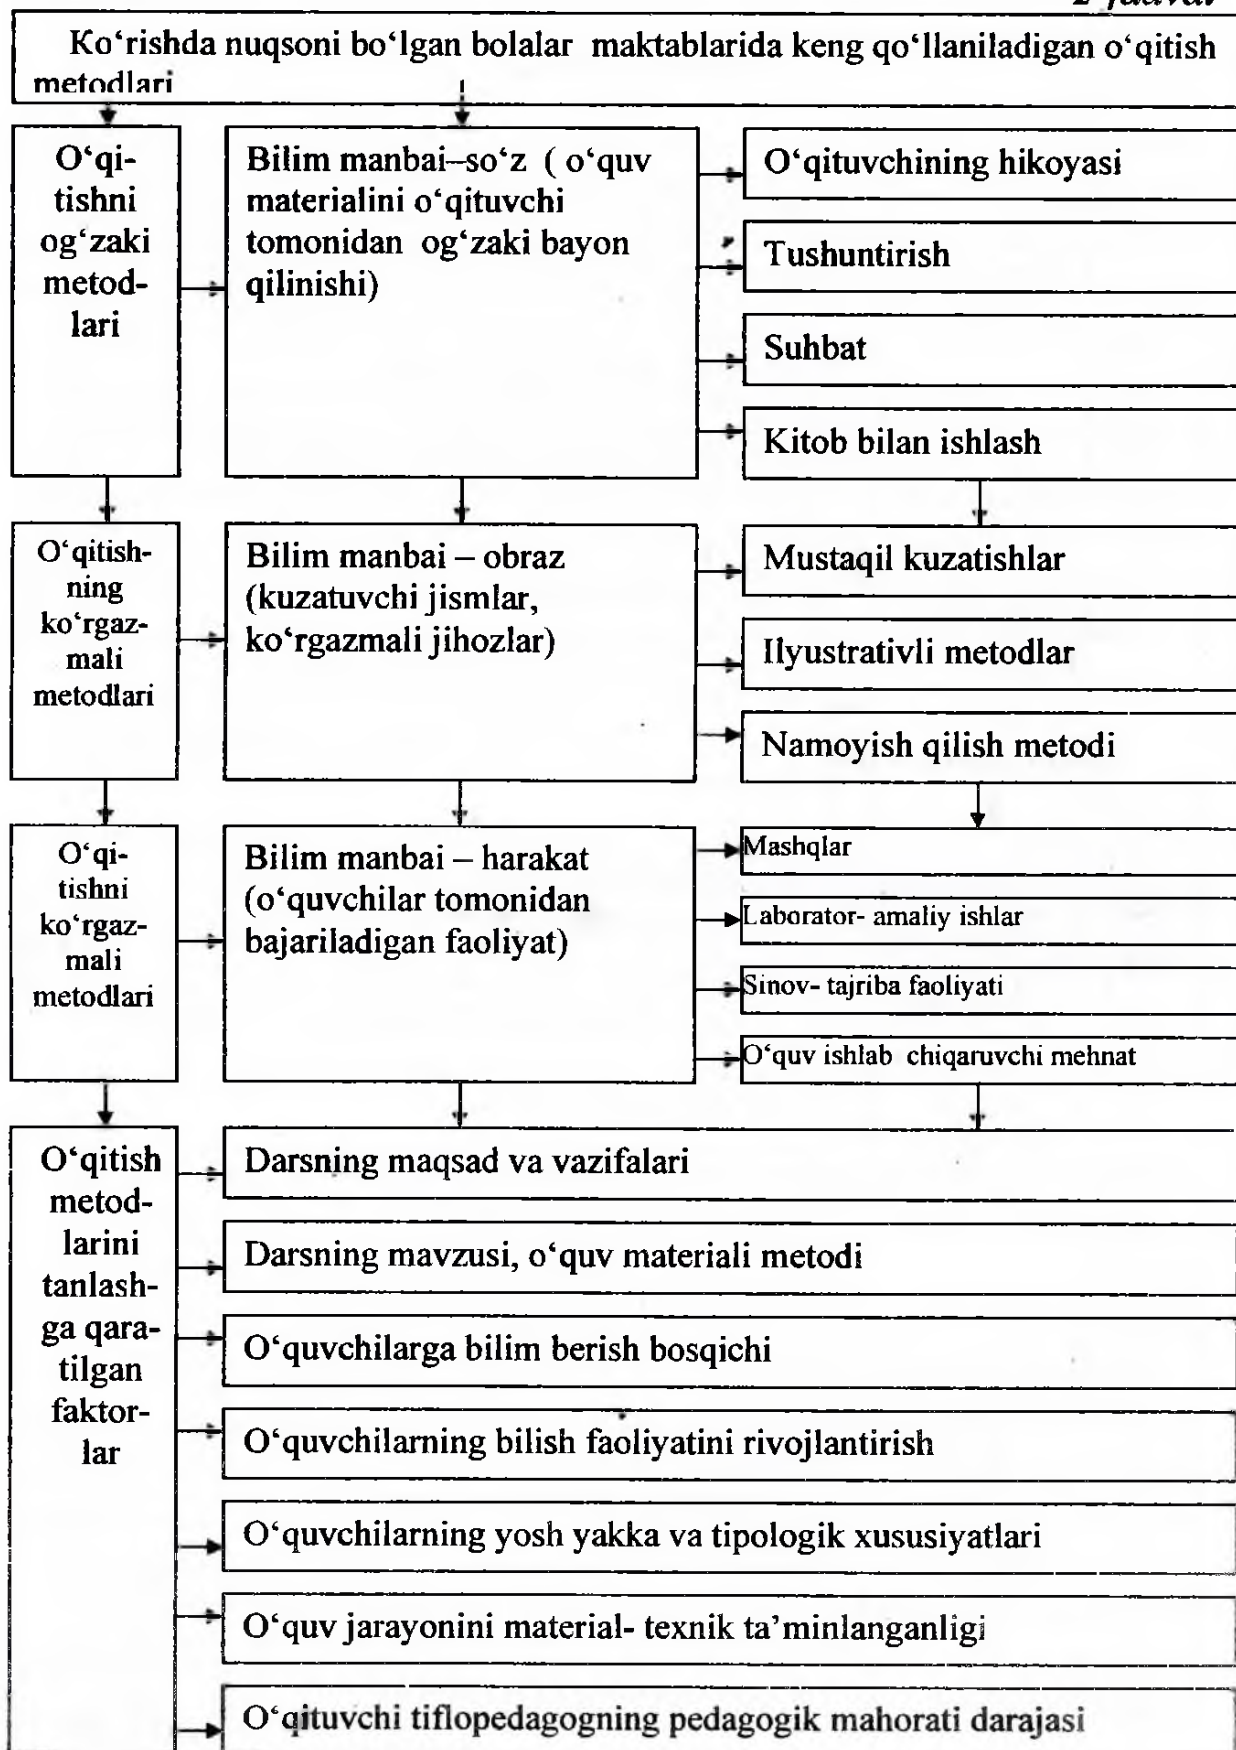 2-jadval
Ko‘rishda nuqsoni bo‘lgan bolalar maktablarida keng qo‘llaniladigan o‘qitish
metodlari
O‘qi-
tishni
og‘zaki
metod-
lari
Bilim manbai–so‘z ( o‘quv
materialini o‘qituvchi
tomonidan og‘zaki bayon
qilinishi)
O‘qituvchining hikoyasi
Tushuntirish
Suhbat
Kitob bilan ishlash
O‘qitish-
ning
ko‘rgaz-
mali
metodlari
Bilim manbai – obraz
(kuzatuvchi jismlar,
ko‘rgazmali jihozlar)
Mustaqil kuzatishlar
Ilyustrativli metodlar
Namoyish qilish metodi
O‘qi-
tishni
ko‘rgaz-
mali
metodlari
Bilim manbai – harakat
(o‘quvchilar tomonidan
bajariladigan faoliyat)
Mashqlar
Laborator- amaliy ishlar
Sinov- tajriba faoliyati
O‘quv ishlab chiqaruvchi mehnat
O‘qitish
metod-
larini
tanlash-
ga qara-
tilgan
faktor-
lar
Darsning maqsad va vazifalari
Darsning mavzusi, o‘quv materiali metodi
O‘quvchilarga bilim berish bosqichi
O‘quvchilarning bilish faoliyatini rivojlantirish
O‘quvchilarning yosh yakka va tipologik xususiyatlari
O‘quv jarayonini material- texnik ta’minlanganligi
O‘qituvchi tiflopedagogning pedagogik mahorati darajasi